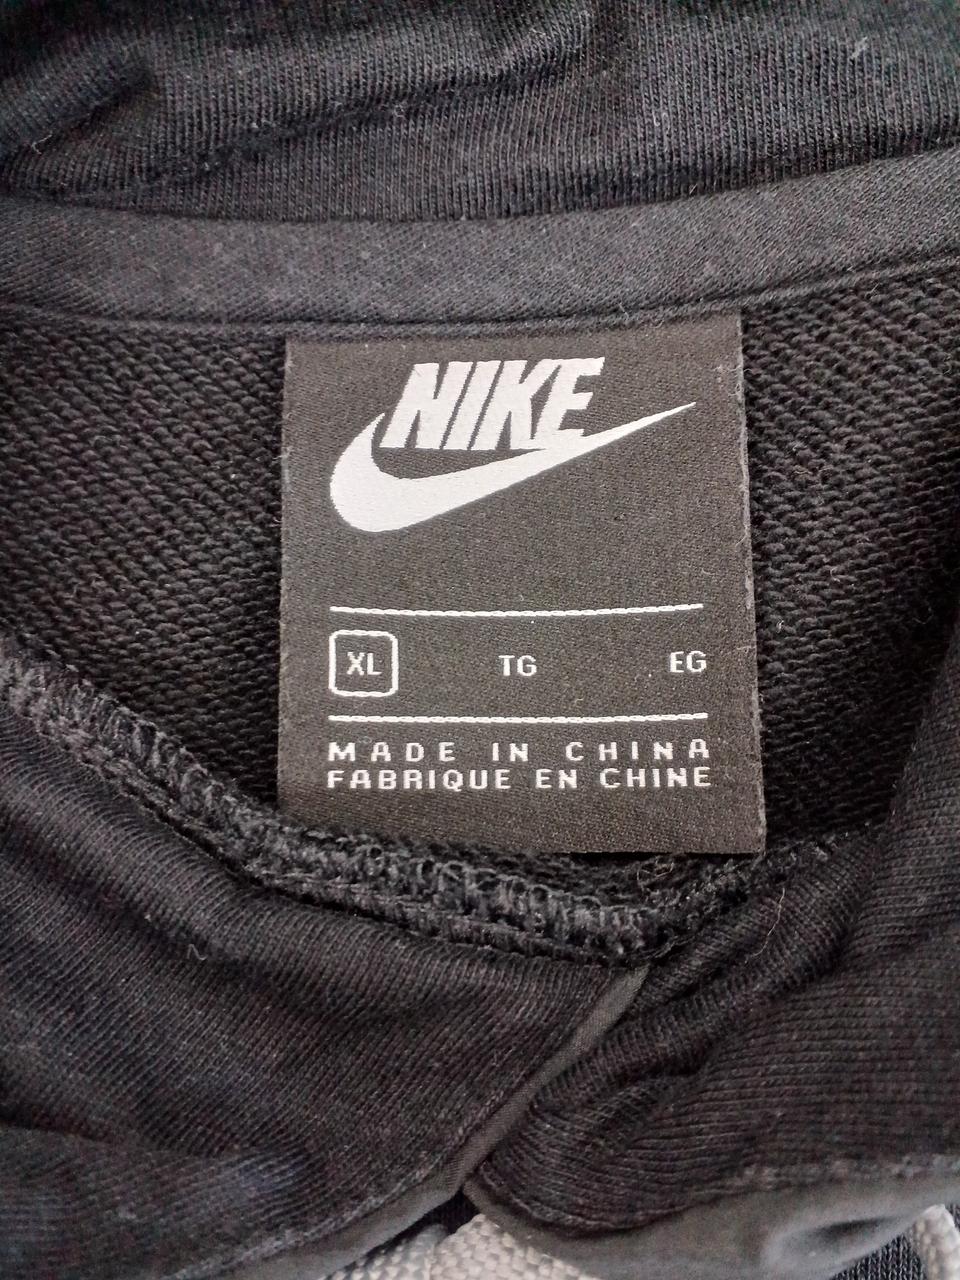 NIKE
XL TG EG
MADE IN CHINA
FABRIQUE EN CHINE